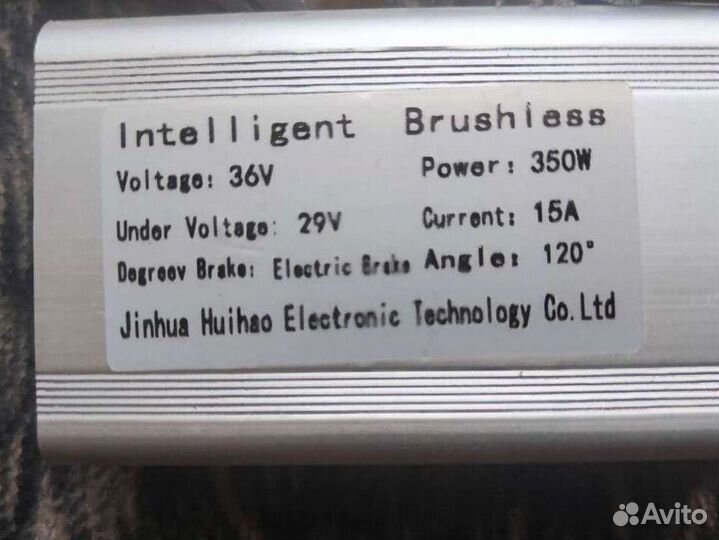 Intelligent Brushless
Voltage: 36V Power: 350W
Under Voltage: 29V Current: 15A
Degreev Brake: Electric Brake Angle: 120°
Jinhua Huihao Electronic Technology Co.Ltd
Avito